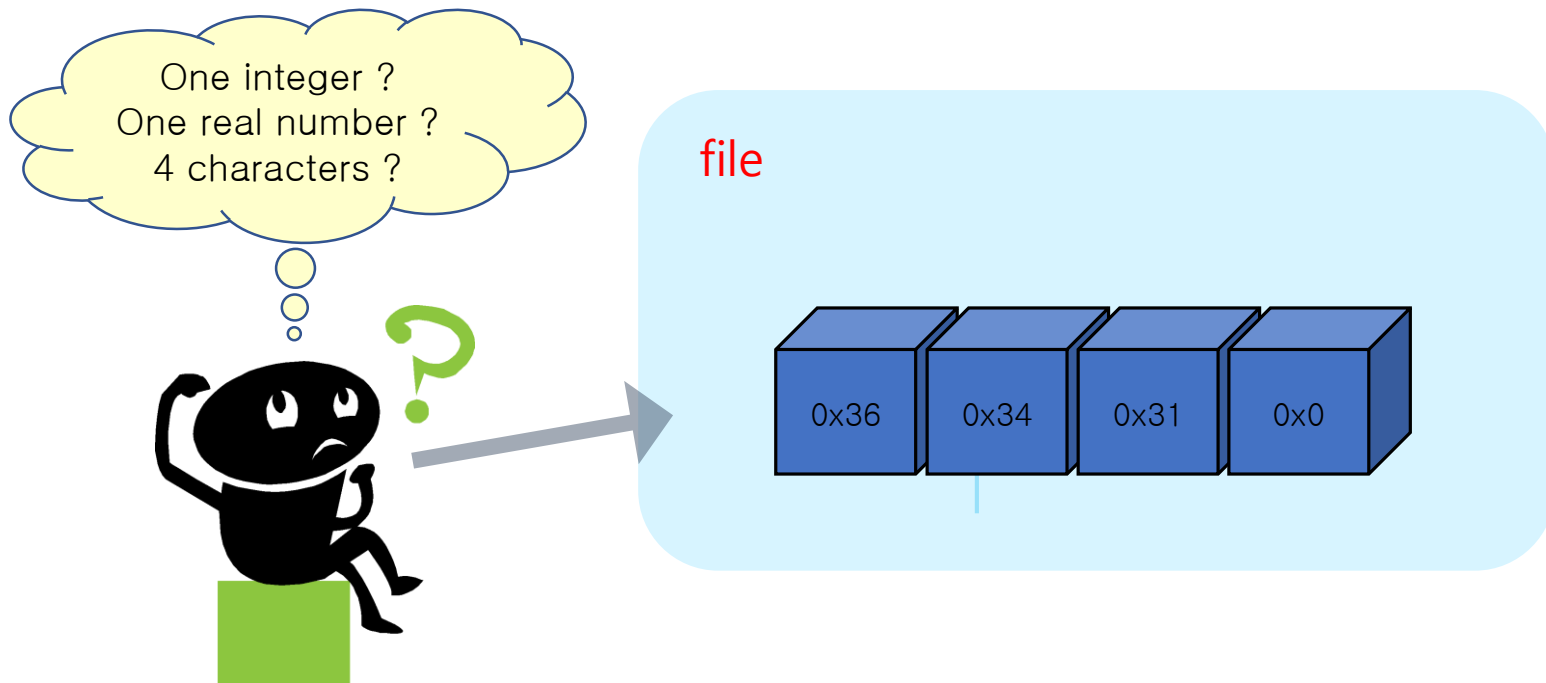 One integer ?
One real number ?
4 characters ?
file
0x36 0x34 0x31 0x0